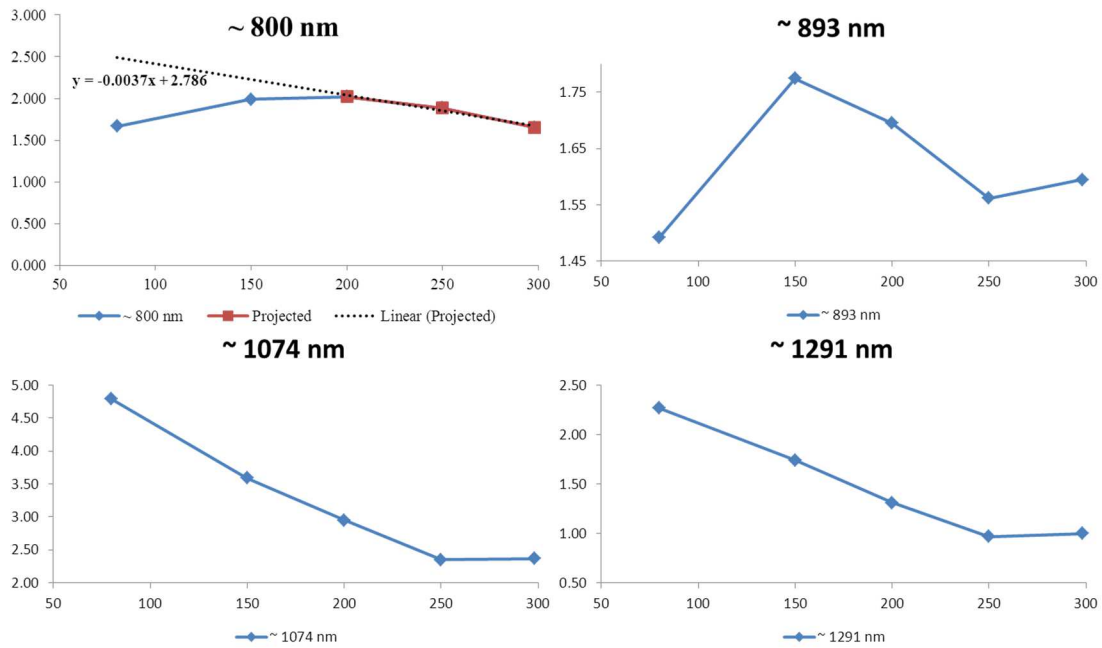 ~ 800 nm
3.000
2.500
2.000
1.500
1.000
0.500
0.000
y = -0.0037x + 2.786
50 100 150 200 250 300
~ 800 nm Projected Linear (Projected)
~ 893 nm
1.75
1.65
1.55
1.45
50 100 150 200 250 300
~ 893 nm
~ 1074 nm
5.00
4.50
4.00
3.50
3.00
2.50
2.00
50 100 150 200 250 300
~ 1074 nm
~ 1291 nm
2.50
2.00
1.50
1.00
0.50
50 100 150 200 250 300
~ 1291 nm